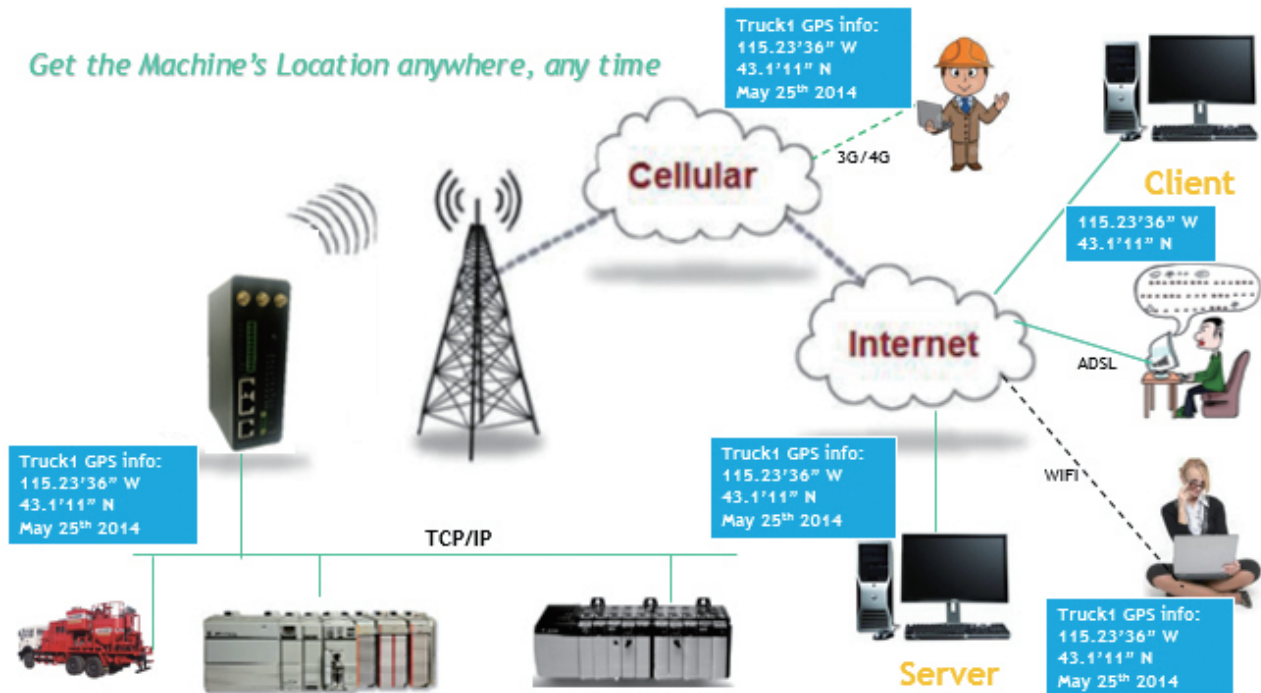 Truck1 GPS info:
115.23'36" W
43.1'11" N
May 25th 2014
Get the Machine's Location anywhere, any time
Cellular
3G/4G
Client
115.23'36" W
43.1'11" N
Internet
ADSL
Truck1 GPS info:
115.23'36" W
43.1'11" N
May 25th 2014
Truck1 GPS info:
115.23'36" W
43.1'11" N
May 25th 2014
WIFI
TCP/IP
Server
Truck1 GPS info:
115.23'36" W
43.1'11" N
May 25th 2014